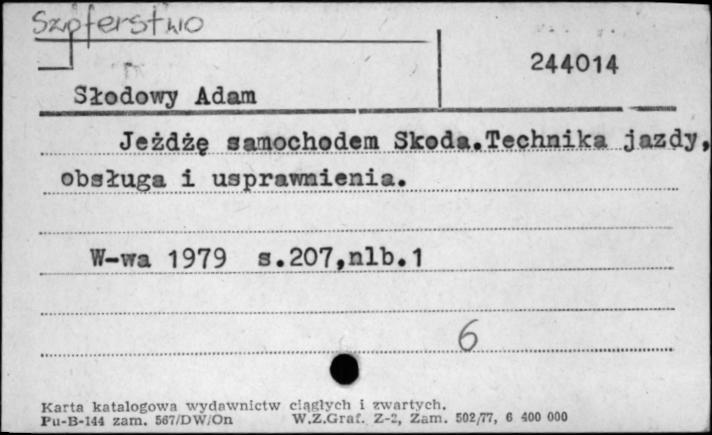 Szoferstwo
244014
Słodowy Adam
Jeżdżę samochodem Skoda.Technika jazdy,
obsługa i usprawnienia.
W-wa 1979 s.207,nlb.1
6
Karta katalogowa wydawnictw ciągłych i zwartych.
Pu-B-144 zam. 567/DW/On W.Z.Graf. Z-2, Zam. 502/77, 6 400 000